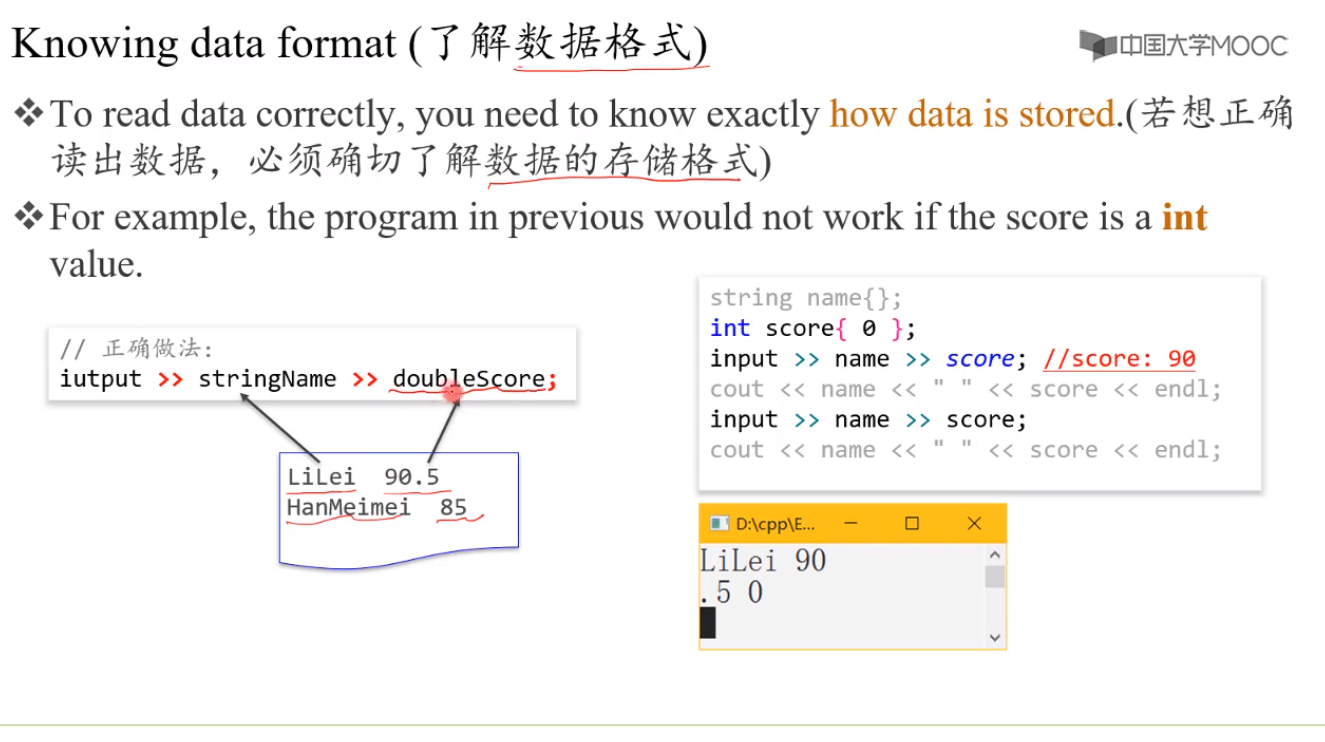 Knowing data format (了解数据格式)
中国大学MOOC
❖To read data correctly, you need to know exactly how data is stored.(若想正确
读出数据，必须确切了解数据的存储格式)
❖For example, the program in previous would not work if the score is a int
value.
// 正确做法:
iutput >> stringName >> doubleScore;
LiLei 90.5
HanMeimei 85
string name{};
int score{ 0 };
input >> name >> score; //score: 90
cout << name << " " << score << endl;
input >> name >> score;
cout << name << " " << score << endl;
D:\cpp\E...
LiLei 90
.5 0